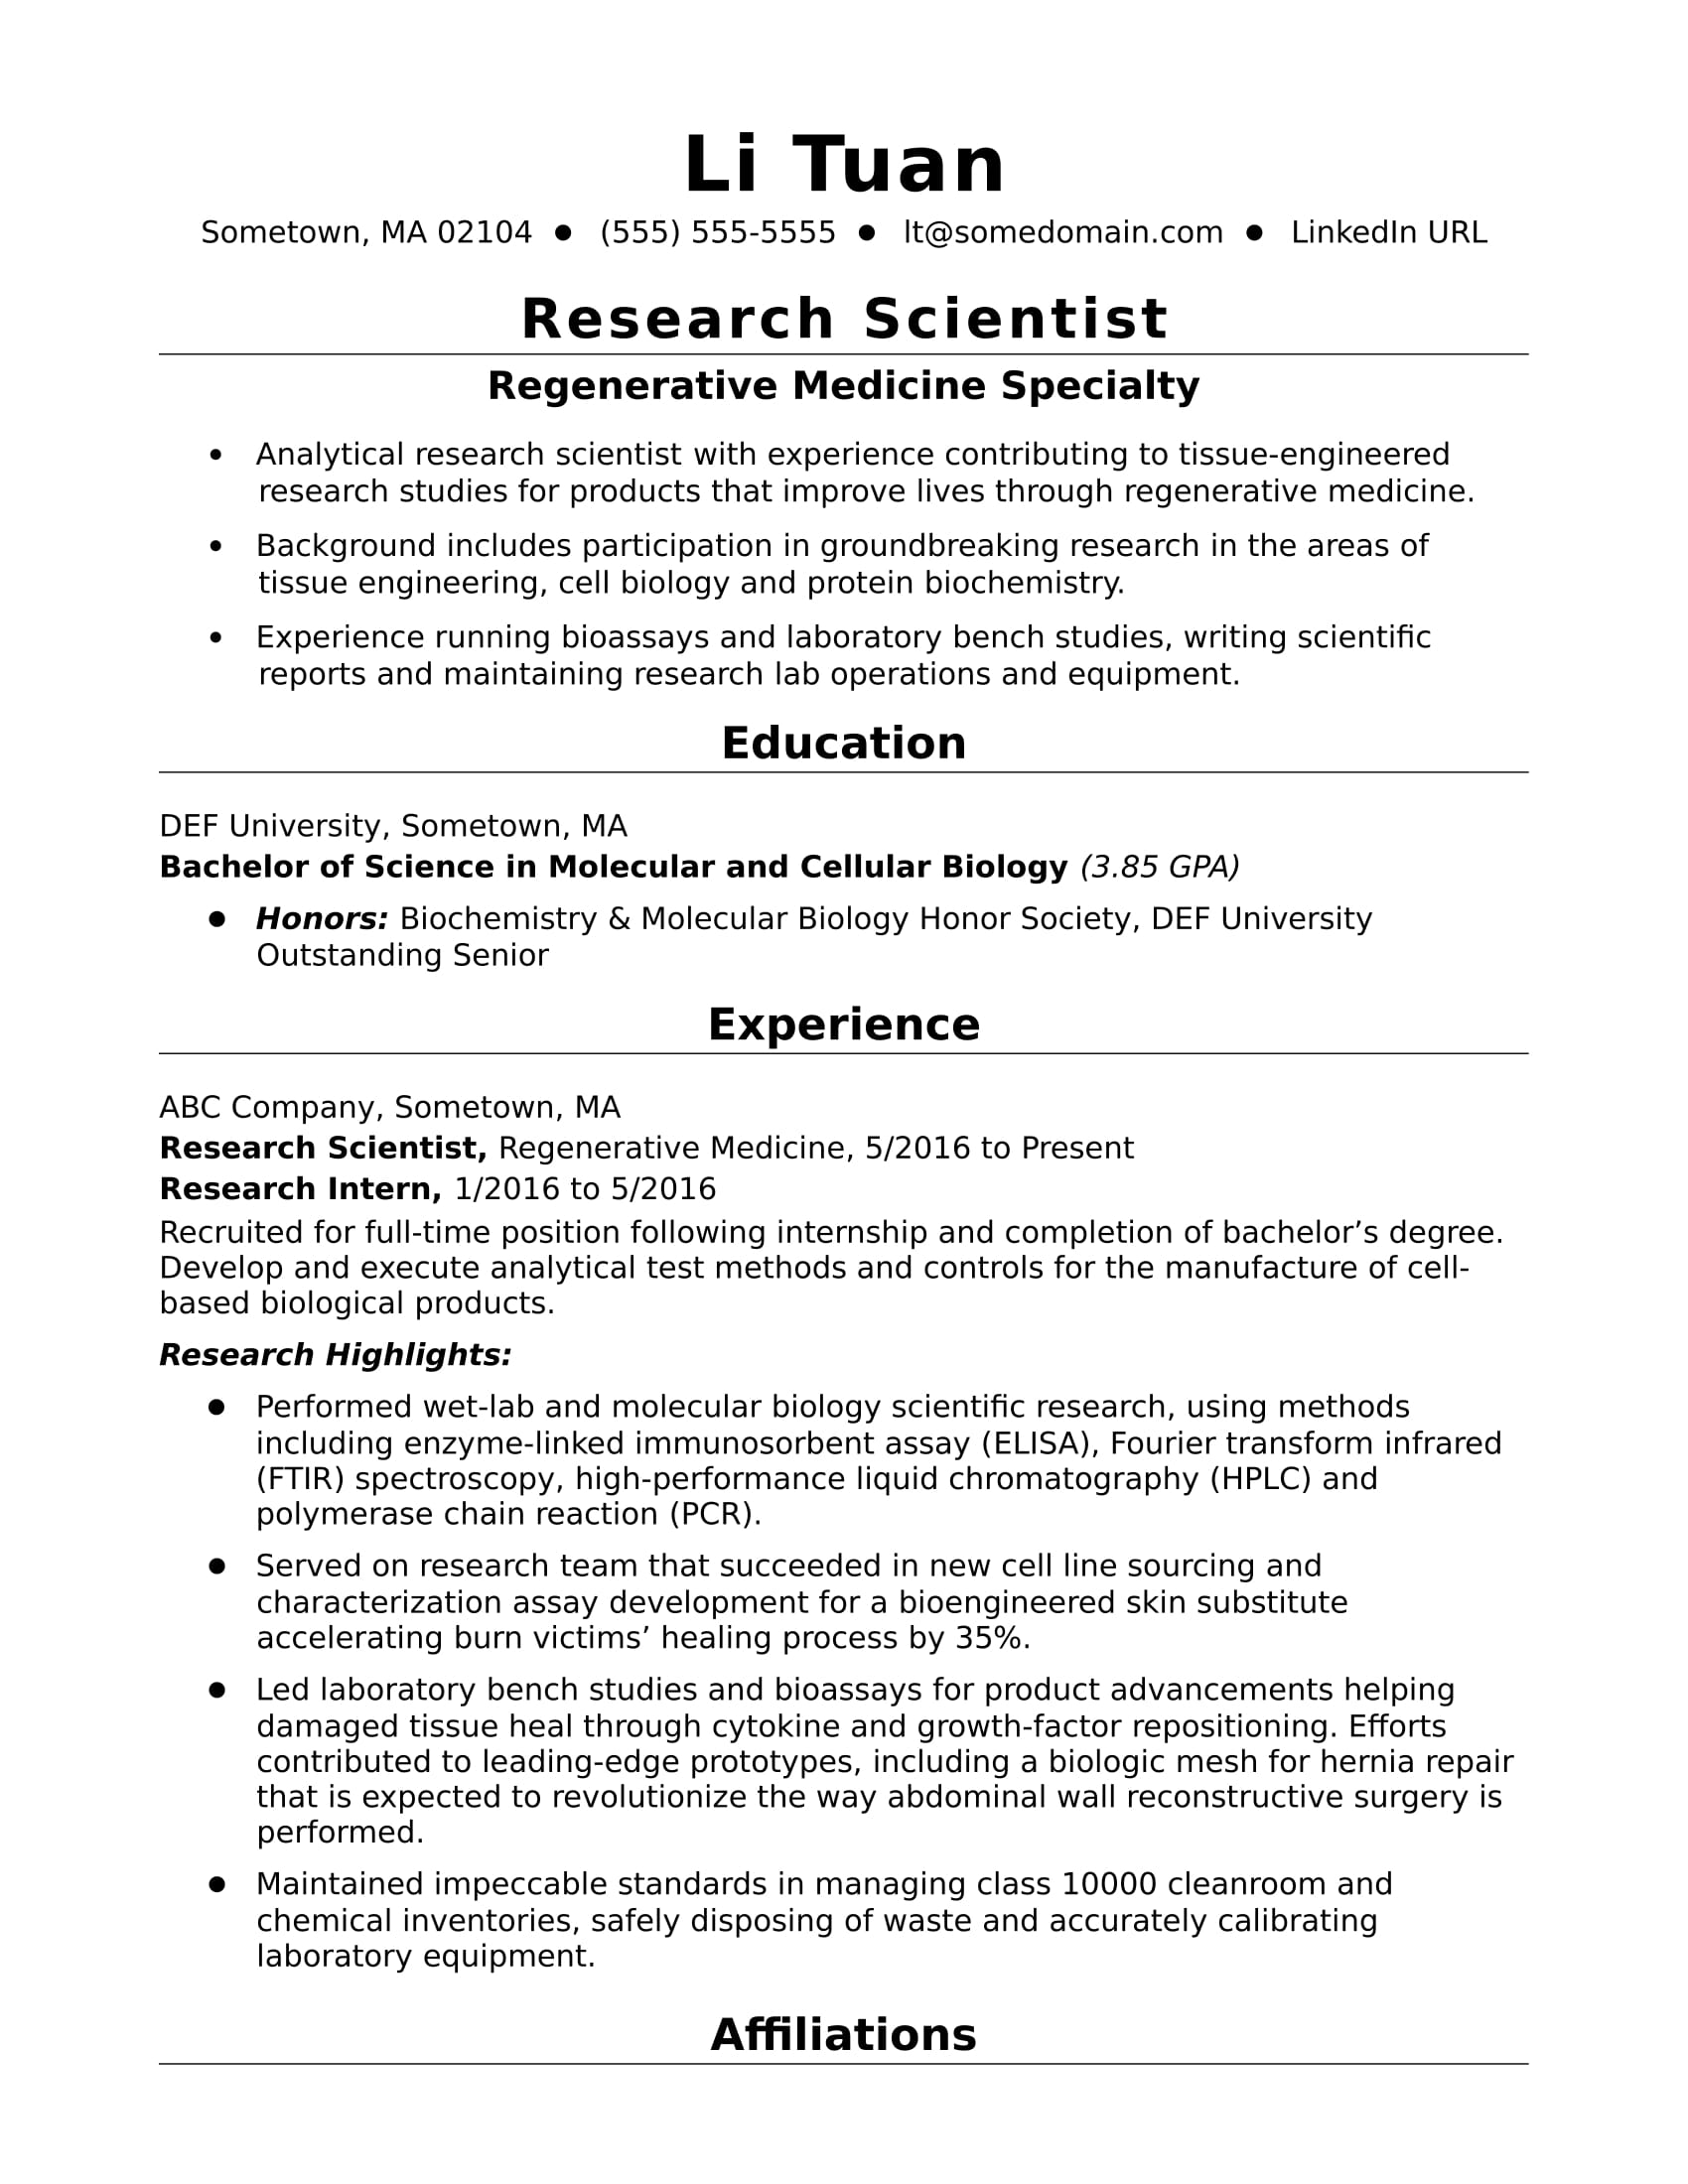 Li Tuan
Sometown, MA 02104 ● (555) 555-5555 ● lt@somedomain.com ● LinkedIn URL
Research Scientist
Regenerative Medicine Specialty
• Analytical research scientist with experience contributing to tissue-engineered
research studies for products that improve lives through regenerative medicine.
• Background includes participation in groundbreaking research in the areas of
tissue engineering, cell biology and protein biochemistry.
• Experience running bioassays and laboratory bench studies, writing scientific
reports and maintaining research lab operations and equipment.
Education
DEF University, Sometown, MA
Bachelor of Science in Molecular and Cellular Biology (3.85 GPA)
● Honors: Biochemistry & Molecular Biology Honor Society, DEF University
Outstanding Senior
Experience
ABC Company, Sometown, MA
Research Scientist, Regenerative Medicine, 5/2016 to Present
Research Intern, 1/2016 to 5/2016
Recruited for full-time position following internship and completion of bachelor’s degree.
Develop and execute analytical test methods and controls for the manufacture of cell-
based biological products.
Research Highlights:
● Performed wet-lab and molecular biology scientific research, using methods
including enzyme-linked immunosorbent assay (ELISA), Fourier transform infrared
(FTIR) spectroscopy, high-performance liquid chromatography (HPLC) and
polymerase chain reaction (PCR).
● Served on research team that succeeded in new cell line sourcing and
characterization assay development for a bioengineered skin substitute
accelerating burn victims’ healing process by 35%.
● Led laboratory bench studies and bioassays for product advancements helping
damaged tissue heal through cytokine and growth-factor repositioning. Efforts
contributed to leading-edge prototypes, including a biologic mesh for hernia repair
that is expected to revolutionize the way abdominal wall reconstructive surgery is
performed.
● Maintained impeccable standards in managing class 10000 cleanroom and
chemical inventories, safely disposing of waste and accurately calibrating
laboratory equipment.
Affiliations